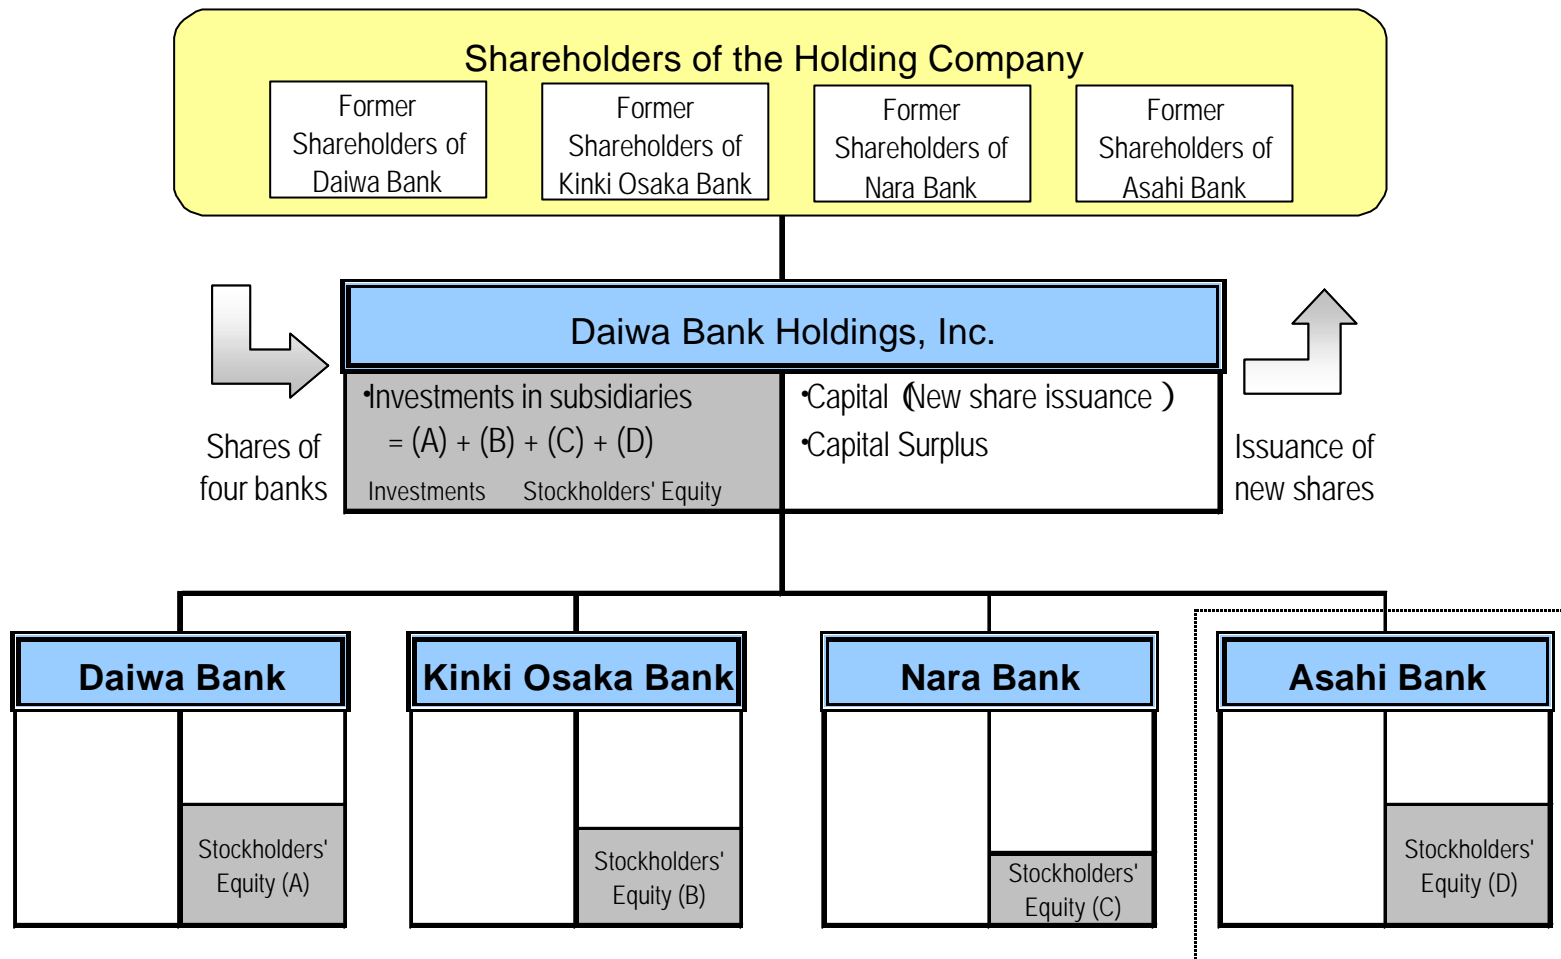 Shareholders of the Holding Company
Former
Shareholders of
Daiwa Bank
Former
Shareholders of
Kinki Osaka Bank
Former
Shareholders of
Nara Bank
Former
Shareholders of
Asahi Bank
Daiwa Bank Holdings, Inc.
Shares of
four banks
•Investments in subsidiaries
= (A) + (B) + (C) + (D)
Investments Stockholders' Equity
•Capital (New share issuance )
•Capital Surplus
Issuance of
new shares
Daiwa Bank
Kinki Osaka Bank
Nara Bank
Asahi Bank
Stockholders'
Equity (A)
Stockholders'
Equity (B)
Stockholders'
Equity (C)
Stockholders'
Equity (D)